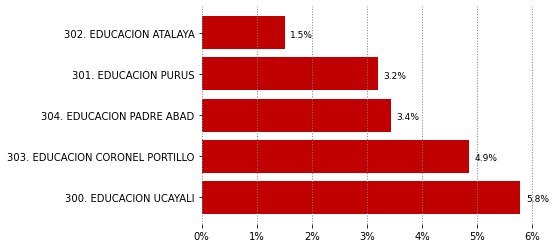 302. EDUCACION ATALAYA
1.5%
301. EDUCACION PURUS
3.2%
304. EDUCACION PADRE ABAD
3.4%
303. EDUCACION CORONEL PORTILLO
4.9%
300. EDUCACION UCAYALI
5.8%
0% 1% 2% 3% 4% 5% 6%